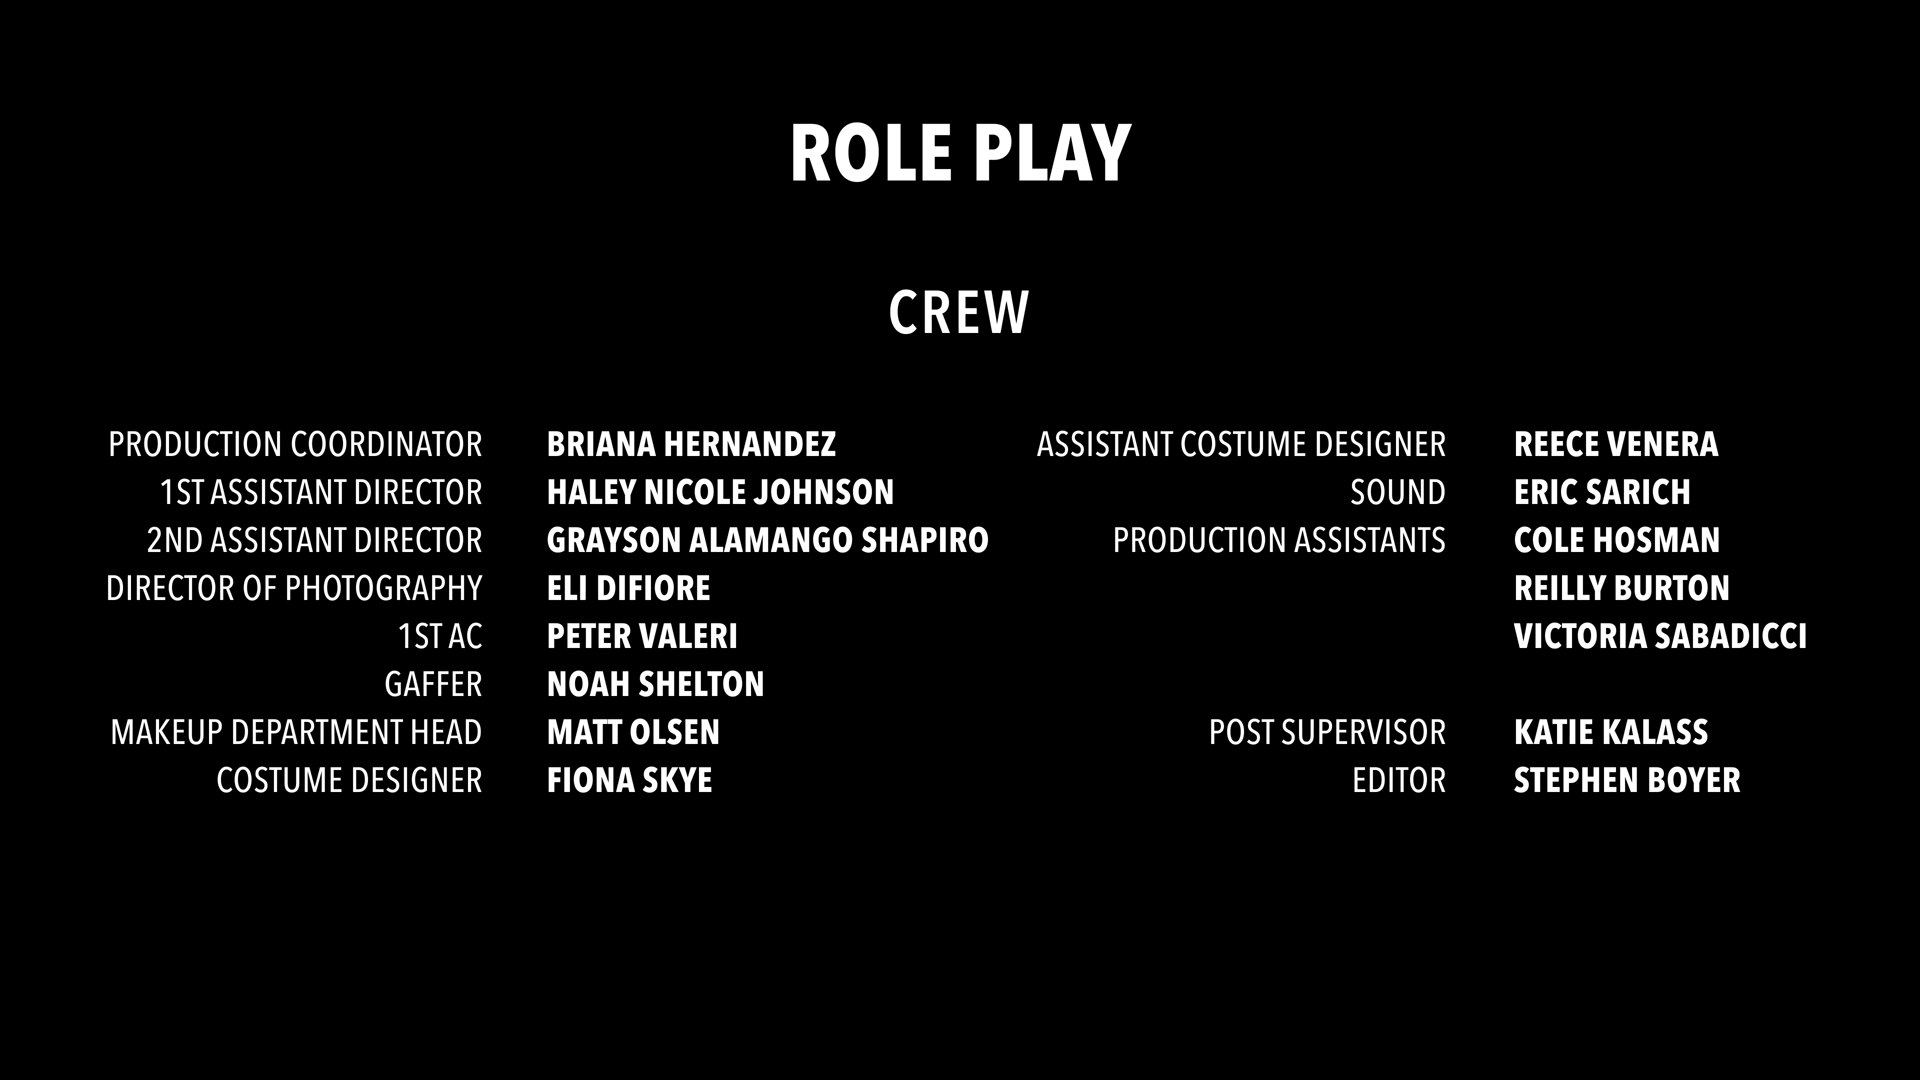 ROLE PLAY
CREW
PRODUCTION COORDINATOR BRIANA HERNANDEZ
1ST ASSISTANT DIRECTOR HALEY NICOLE JOHNSON
2ND ASSISTANT DIRECTOR GRAYSON ALAMANGO SHAPIRO
DIRECTOR OF PHOTOGRAPHY ELI DIFIORE
1ST AC PETER VALERI
GAFFER NOAH SHELTON
MAKEUP DEPARTMENT HEAD MATT OLSEN
COSTUME DESIGNER FIONA SKYE
ASSISTANT COSTUME DESIGNER REECE VENERA
SOUND ERIC SARICH
PRODUCTION ASSISTANTS COLE HOSMAN
REILLY BURTON
VICTORIA SABADICCI
POST SUPERVISOR KATIE KALASS
EDITOR STEPHEN BOYER